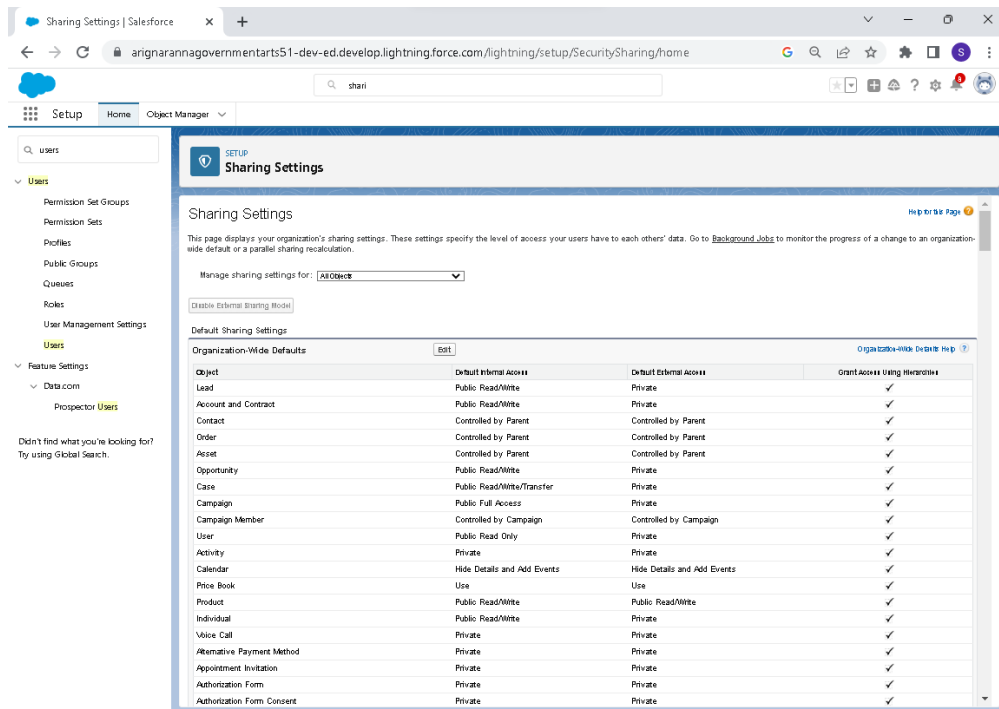 Sharing Settings | Salesforce
arignarannagovernmentarts51-dev-ed.develop.lightning.force.com/lightning/setup/SecuritySharing/home
G
S
shari
8
Setup Home Object Manager
users
Users
Permission Set Groups
Permission Sets
Profiles
Public Groups
Queues
Roles
User Management Settings
Users
Feature Settings
Data.com
Prospector Users
Didn't find what you're looking for?
Try using Global Search.
SETUP
Sharing Settings
Sharing Settings
Help for this Page
This page displays your organization's sharing settings. These settings specify the level of access your users have to each others' data. Go to Background Jobs to monitor the progress of a change to an organization-
wide default or a parallel sharing recalculation.
Manage sharing settings for: All Objects
Disable External Sharing Model
Default Sharing Settings
Organization-Wide Defaults Edit Organization-Wide Defaults Help ?
Object Default Internal Access Default External Access Grant Access Using Hierarchies
Lead Public Read/Write Private ✓
Account and Contract Public Read/Write Private ✓
Contact Controlled by Parent Controlled by Parent ✓
Order Controlled by Parent Controlled by Parent ✓
Asset Controlled by Parent Controlled by Parent ✓
Opportunity Public Read/Write Private ✓
Case Public Read/Write/Transfer Private ✓
Campaign Public Full Access Private ✓
Campaign Member Controlled by Campaign Controlled by Campaign ✓
User Public Read Only Private ✓
Activity Private Private ✓
Calendar Hide Details and Add Events Hide Details and Add Events ✓
Price Book Use Use ✓
Product Public Read/Write Public Read/Write ✓
Individual Public Read/Write Private ✓
Voice Call Private Private ✓
Alternative Payment Method Private Private ✓
Appointment Invitation Private Private ✓
Authorization Form Private Private ✓
Authorization Form Consent Private Private ✓